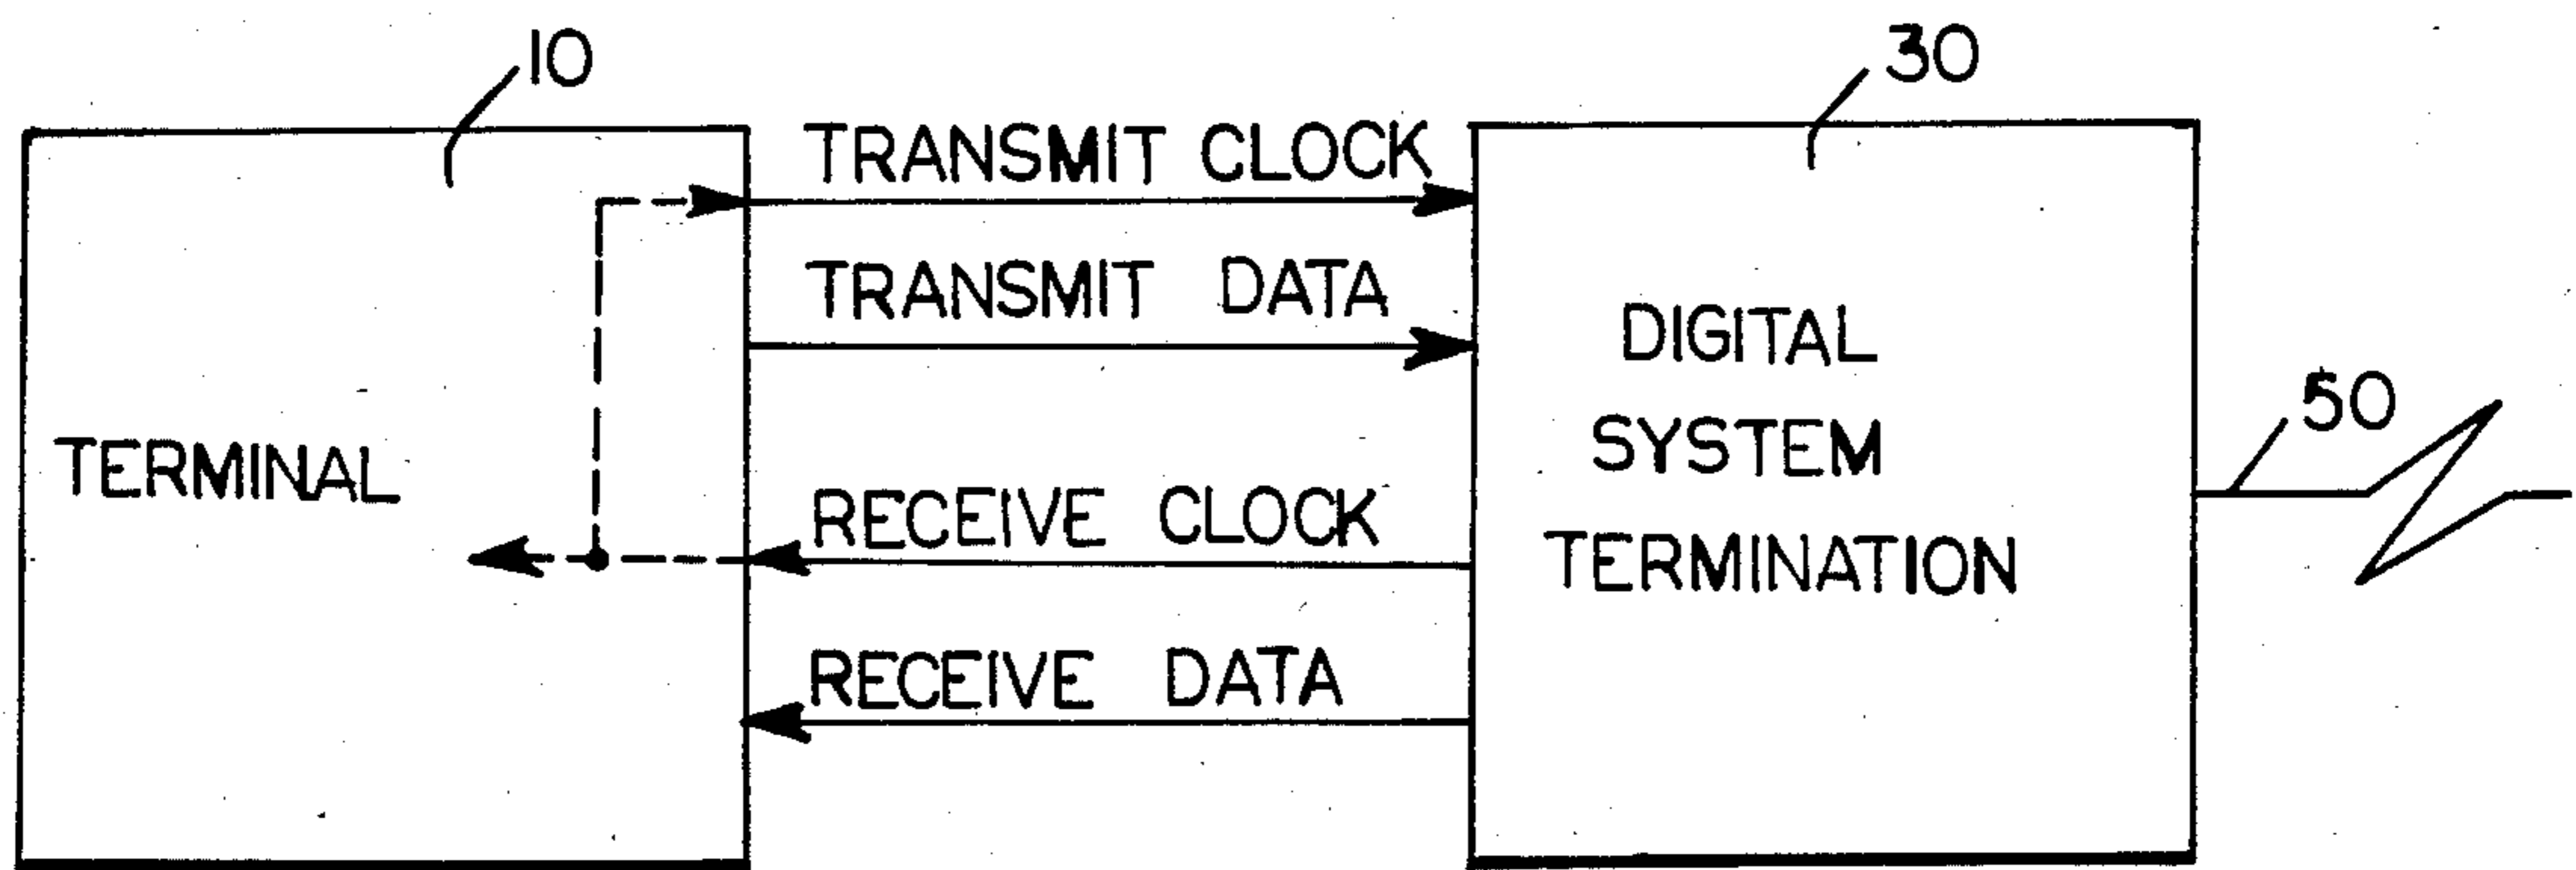 10
30
TRANSMIT CLOCK
TRANSMIT DATA
DIGITAL
SYSTEM
TERMINATION
50
TERMINAL
RECEIVE CLOCK
RECEIVE DATA